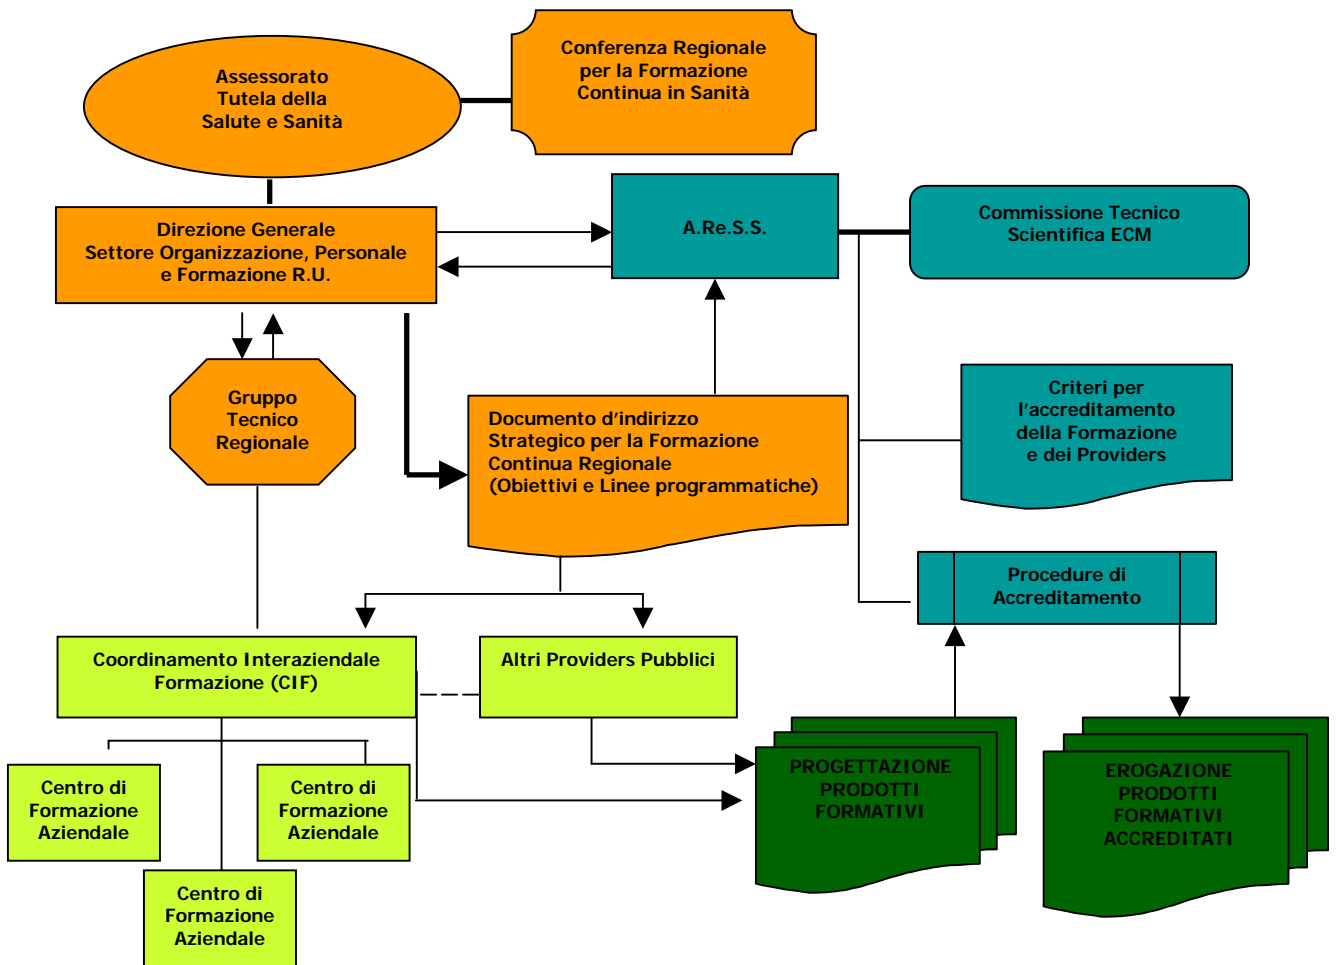 Conferenza Regionale
per la Formazione
Continua in Sanità
Assessorato
Tutela della
Salute e Sanità
Direzione Generale
Settore Organizzazione, Personale
e Formazione R.U.
A.Re.S.S.
Commissione Tecnico
Scientifica ECM
Gruppo
Tecnico
Regionale
Documento d'indirizzo
Strategico per la Formazione
Continua Regionale
(Obiettivi e Linee programmatiche)
Criteri per
l'accreditamento
della Formazione
e dei Providers
Procedure di
Accreditamento
Coordinamento Interaziendale
Formazione (CIF)
Altri Providers Pubblici
Centro di
Formazione
Aziendale
Centro di
Formazione
Aziendale
Centro di
Formazione
Aziendale
PROGETTAZIONE
PRODOTTI
FORMATIVI
EROGAZIONE
PRODOTTI
FORMATIVI
ACCREDITATI